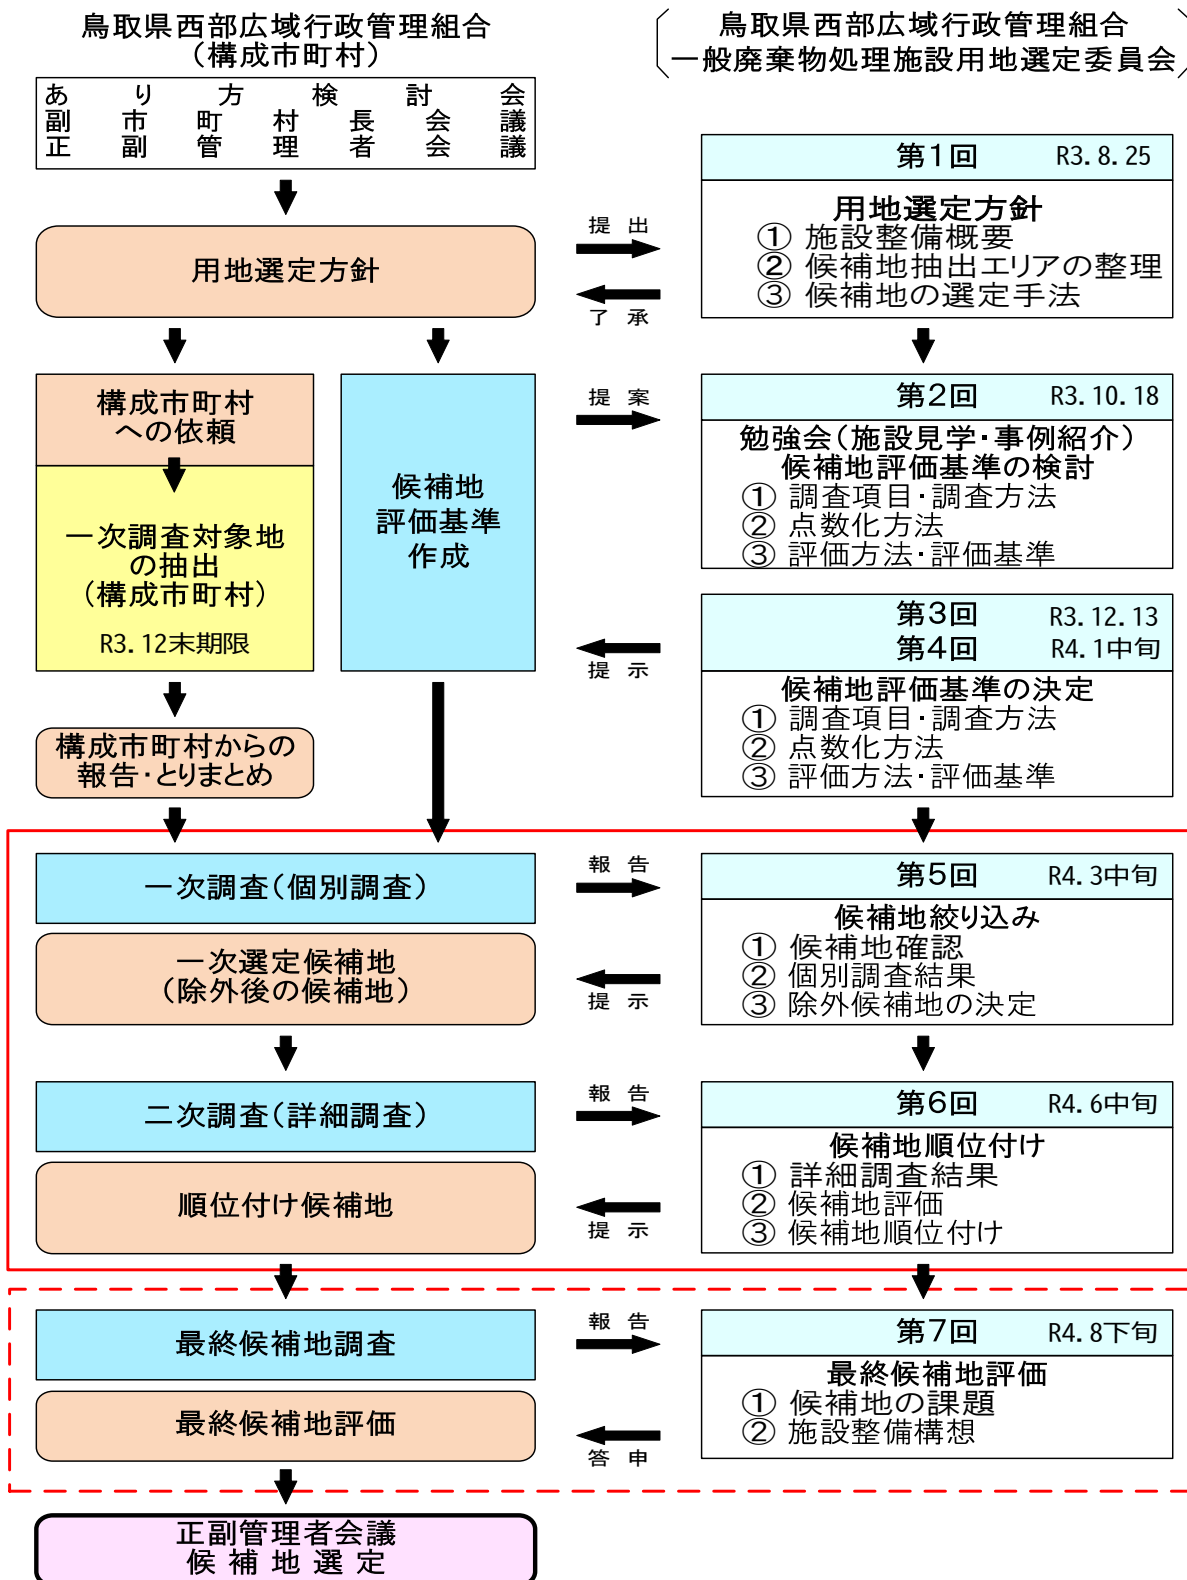 鳥取県西部広域行政管理組合
（構成市町村）
鳥取県西部広域行政管理組合
一般廃棄物処理施設用地選定委員会
あり方検討会
副市町村長会議
正副管理者会議
第1回 R3.8.25
用地選定方針
① 施設整備概要
② 候補地抽出エリアの整理
③ 候補地の選定手法
用地選定方針
提出
了承
構成市町村
への依頼
一次調査対象地
の抽出
（構成市町村）
R3.12末期限
候補地
評価基準
作成
提案
第2回 R3.10.18
勉強会（施設見学・事例紹介）
候補地評価基準の検討
① 調査項目・調査方法
② 点数化方法
③ 評価方法・評価基準
提示
第3回 R3.12.13
第4回 R4.1中旬
候補地評価基準の決定
① 調査項目・調査方法
② 点数化方法
③ 評価方法・評価基準
構成市町村からの
報告・とりまとめ
一次調査（個別調査）
報告
第5回 R4.3中旬
候補地絞り込み
① 候補地確認
② 個別調査結果
③ 除外候補地の決定
一次選定候補地
（除外後の候補地）
提示
二次調査（詳細調査）
報告
第6回 R4.6中旬
候補地順位付け
① 詳細調査結果
② 候補地評価
③ 候補地順位付け
順位付け候補地
提示
最終候補地調査
報告
第7回 R4.8下旬
最終候補地評価
① 候補地の課題
② 施設整備構想
最終候補地評価
答申
正副管理者会議
候補地選定